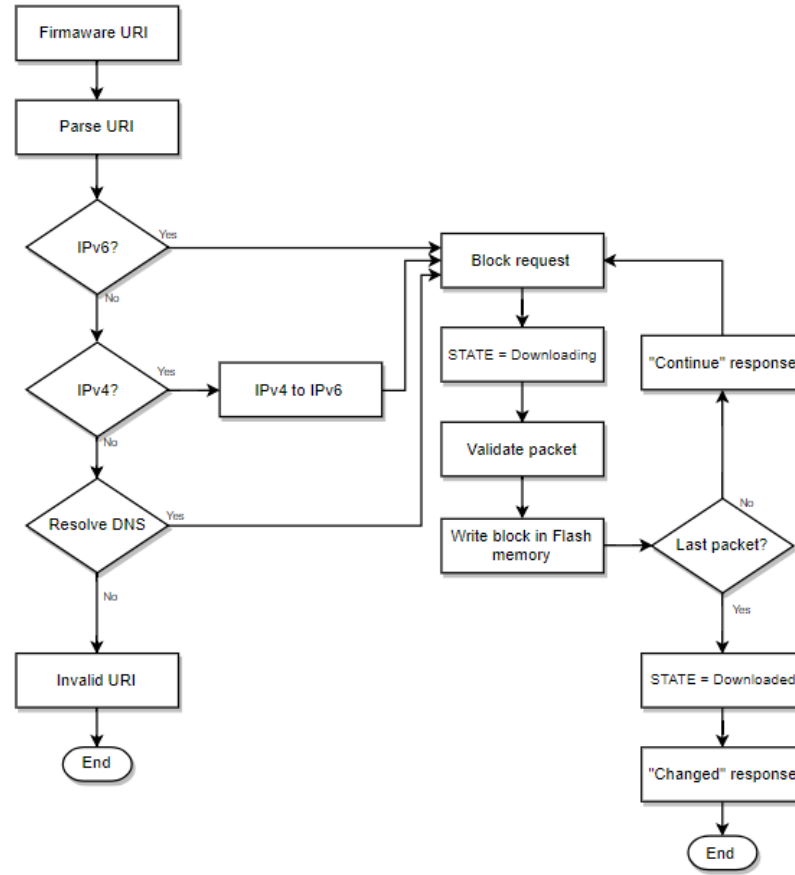 Firmaware URI
Parse URI
IPv6?
Yes
No
IPv4?
Yes
IPv4 to IPv6
No
Resolve DNS
Yes
No
Invalid URI
End
Block request
STATE = Downloading
Validate packet
Write block in Flash
memory
Last packet?
No
"Continue" response
Yes
STATE = Downloaded
"Changed" response
End